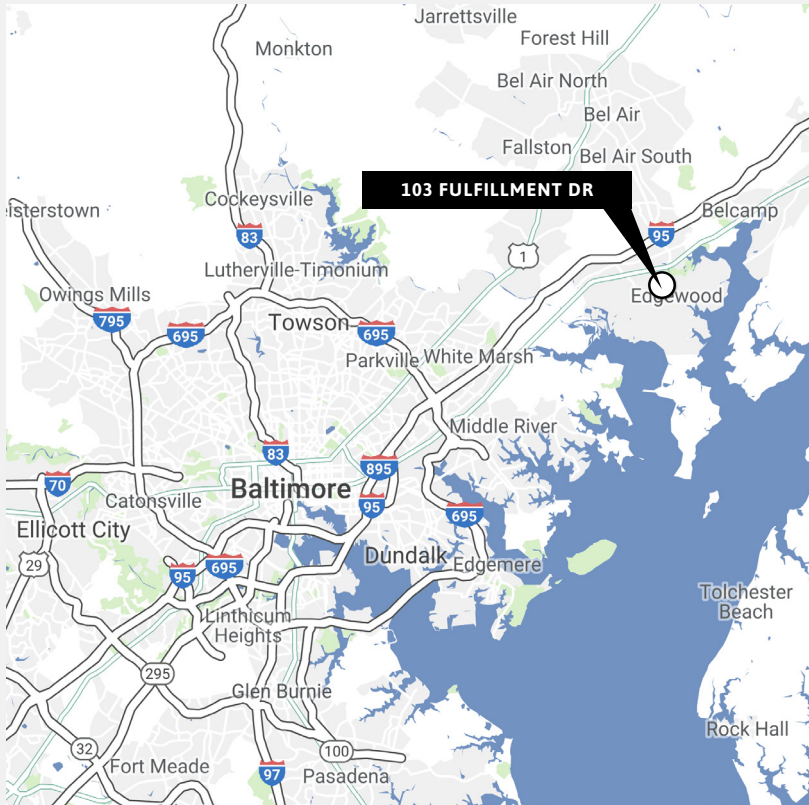 Jarrettsville
Forest Hill
Monkton
Bel Air North
Bel Air
Fallston
Bel Air South
103 FULFILLMENT DR
Cockeysville
eisterstown
Belcamp
83
95
1
Lutherville-Timonium
Owings Mills
Edgewood
795
Towson
695
695
Parkville
White Marsh
Middle River
83
895
70
Baltimore
Catonsville
95
695
Ellicott City
Dundalk
Edgemere
29
695
95
Tolchester
Beach
Linthicum
Heights
295
Glen Burnie
Rock Hall
32
100
Fort Meade
97
Pasadena